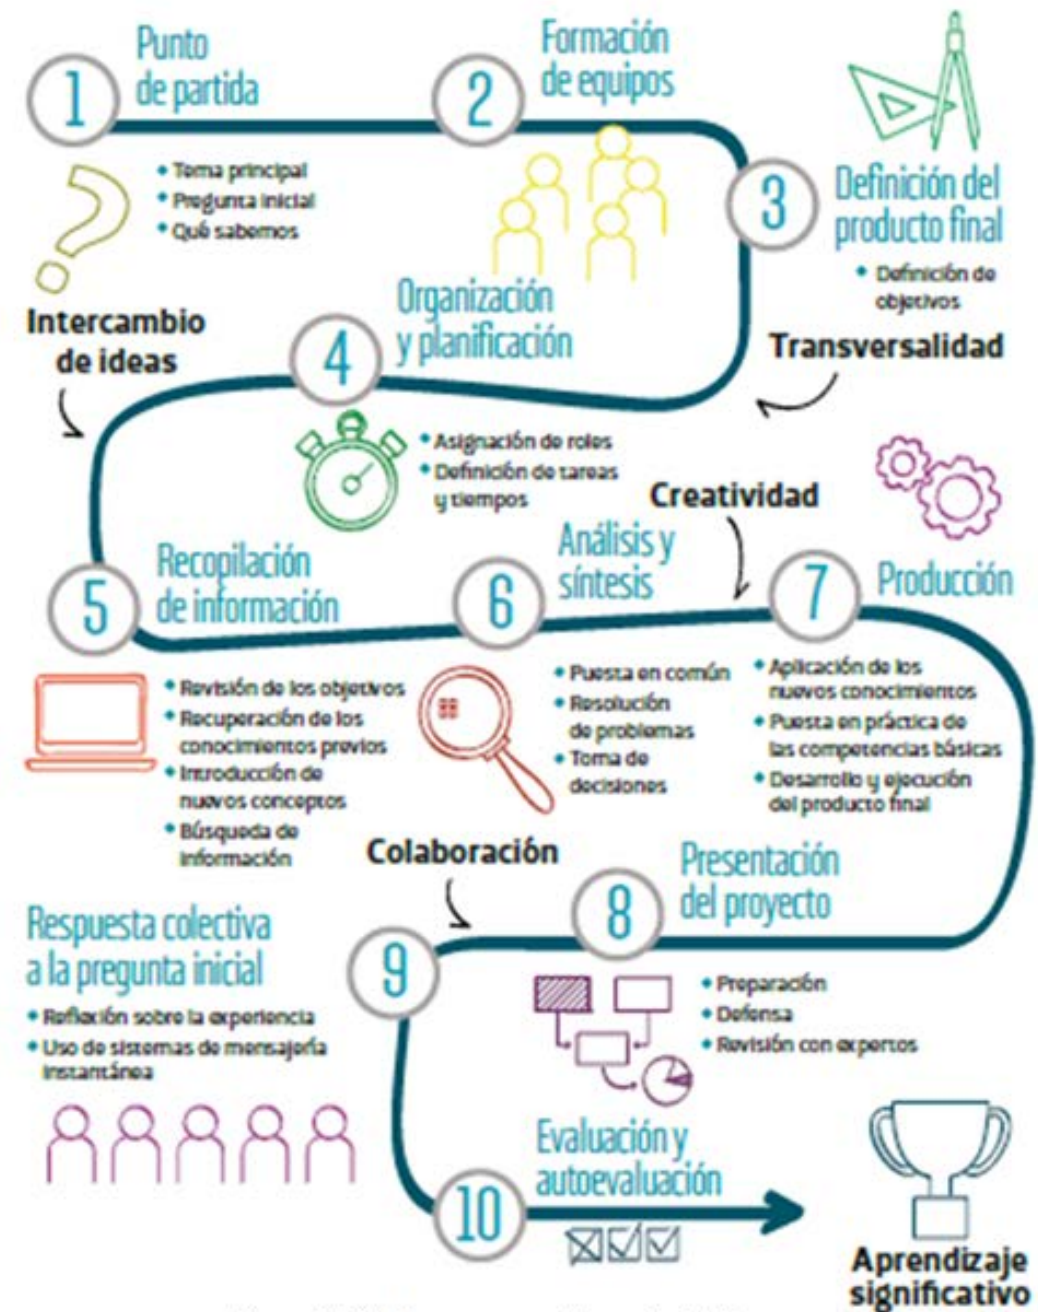 1
Punto
de partida
• Tema principal
• Pregunta inicial
• Qué sabemos
2
Formación
de equipos
3
Definición del
producto final
• Definición de
objetivos
Transversalidad
4
Organización
y planificación
• Asignación de roles
• Definición de tareas
y tiempos
Intercambio
de ideas
5
Recopilación
de información
• Revisión de los objetivos
• Recuperación de los
conocimientos previos
• Introducción de
nuevos conceptos
• Búsqueda de
información
6
Análisis y
síntesis
• Puesta en común
• Resolución
de problemas
• Toma de
decisiones
Creatividad
7
Producción
• Aplicación de los
nuevos conocimientos
• Puesta en práctica de
las competencias básicas
• Desarrollo y ejecución
del producto final
8
Presentación
del proyecto
• Preparación
• Defensa
• Revisión con expertos
Colaboración
9
Respuesta colectiva
a la pregunta inicial
• Reflexión sobre la experiencia
• Uso de sistemas de mensajería
instantánea
10
Evaluación y
autoevaluación
Aprendizaje
significativo